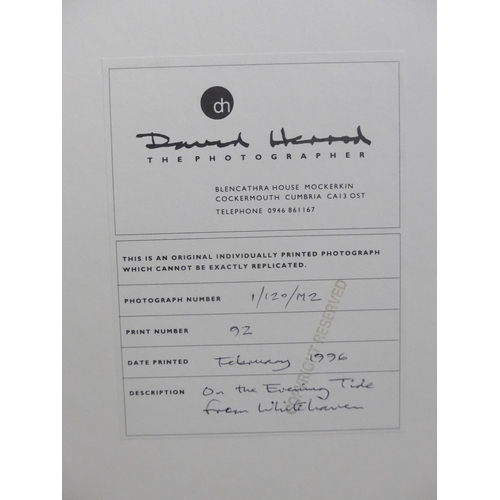 dh
David Herrod
THE PHOTOGRAPHER
BLENCATHRA HOUSE MOCKERKIN
COCKERMOUTH CUMBRIA CA13 OST
TELEPHONE 0946 861167
THIS IS AN ORIGINAL INDIVIDUALLY PRINTED PHOTOGRAPH
WHICH CANNOT BE EXACTLY REPLICATED.
PHOTOGRAPH NUMBER 1/120/M2
PRINT NUMBER 92
DATE PRINTED February 1996
DESCRIPTION On the Evening Tide
from Whitehaven
COPYRIGHT RESERVED